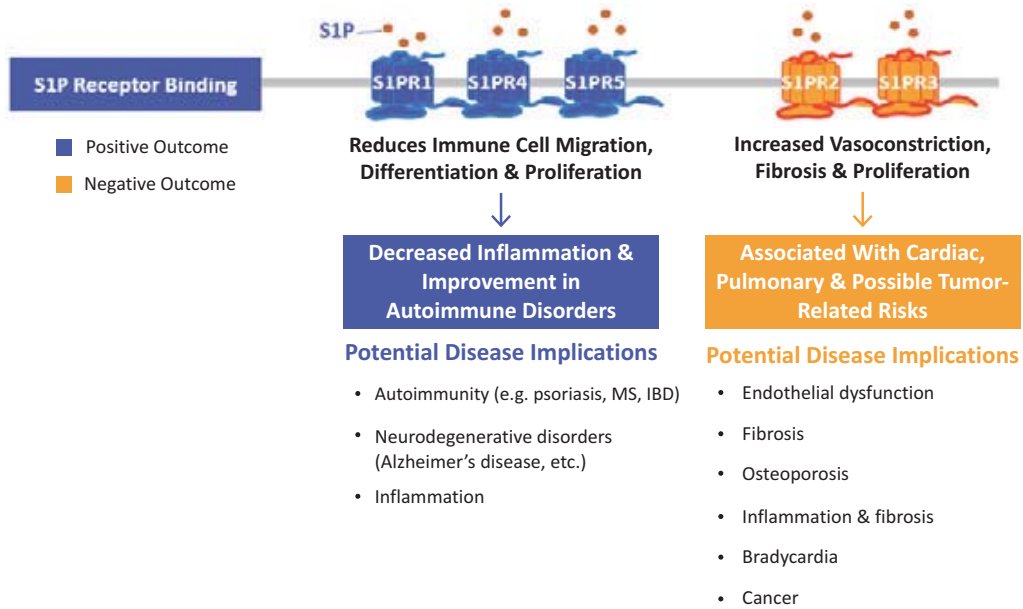 S1P
S1P Receptor Binding
S1PR1
S1PR4
S1PR5
S1PR2
S1PR3
Positive Outcome
Negative Outcome
Reduces Immune Cell Migration,
Differentiation & Proliferation
Decreased Inflammation &
Improvement in
Autoimmune Disorders
Potential Disease Implications
• Autoimmunity (e.g. psoriasis, MS, IBD)
• Neurodegenerative disorders
(Alzheimer's disease, etc.)
• Inflammation
Increased Vasoconstriction,
Fibrosis & Proliferation
Associated With Cardiac,
Pulmonary & Possible Tumor-
Related Risks
Potential Disease Implications
• Endothelial dysfunction
• Fibrosis
• Osteoporosis
• Inflammation & fibrosis
• Bradycardia
• Cancer